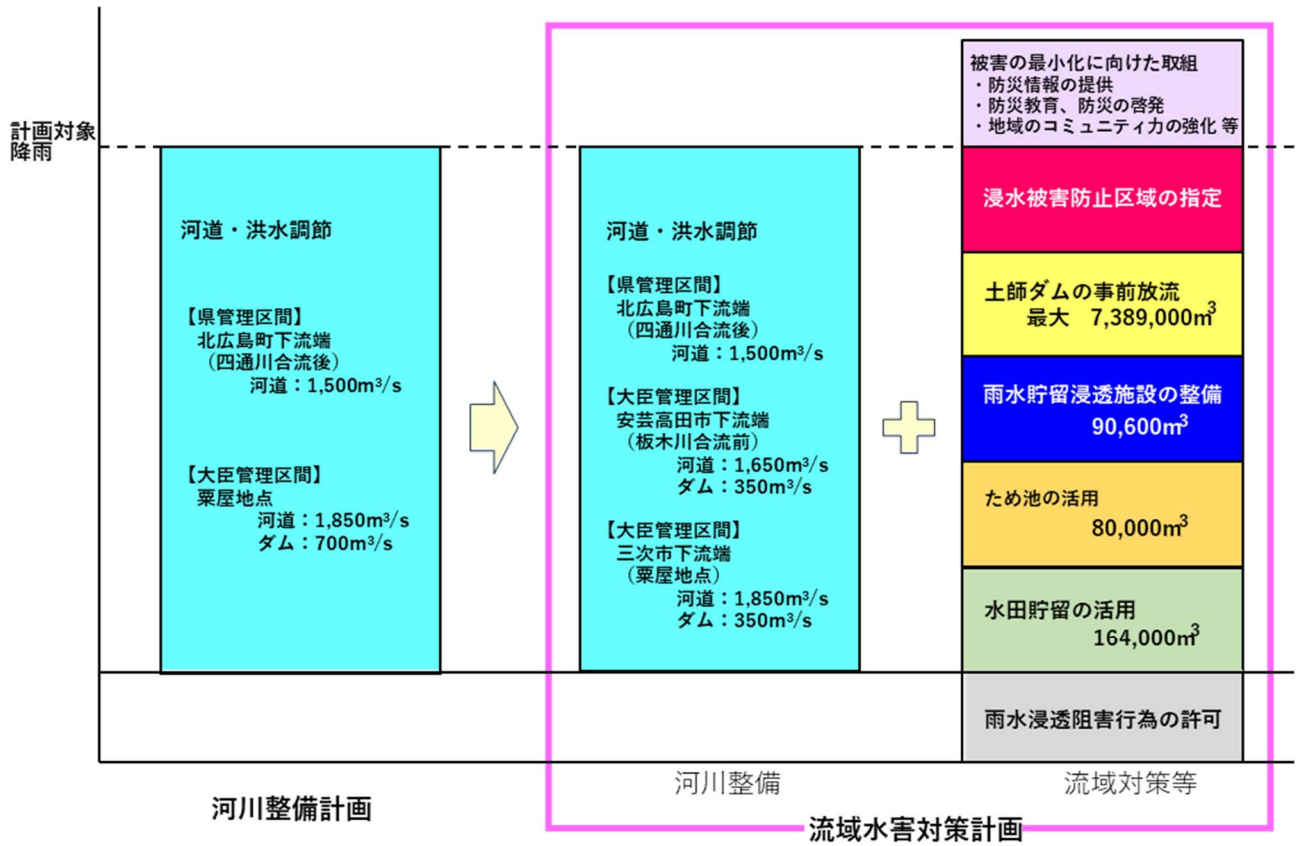 計画対象
降雨
河道・洪水調節
【県管理区間】
北広島町下流端
(四通川合流後)
河道：1,500m³/s
【大臣管理区間】
粟屋地点
河道：1,850m³/s
ダム：700m³/s
河川整備計画
河道・洪水調節
【県管理区間】
北広島町下流端
(四通川合流後)
河道：1,500m³/s
【大臣管理区間】
安芸高田市下流端
(板木川合流前)
河道：1,650m³/s
ダム：350m³/s
【大臣管理区間】
三次市下流端
(粟屋地点)
河道：1,850m³/s
ダム：350m³/s
河川整備
被害の最小化に向けた取組
・防災情報の提供
・防災教育、防災の啓発
・地域のコミュニティ力の強化 等
浸水被害防止区域の指定
土師ダムの事前放流
最大 7,389,000m³
雨水貯留浸透施設の整備
90,600m³
ため池の活用
80,000m³
水田貯留の活用
164,000m³
雨水浸透阻害行為の許可
流域対策等
流域水害対策計画